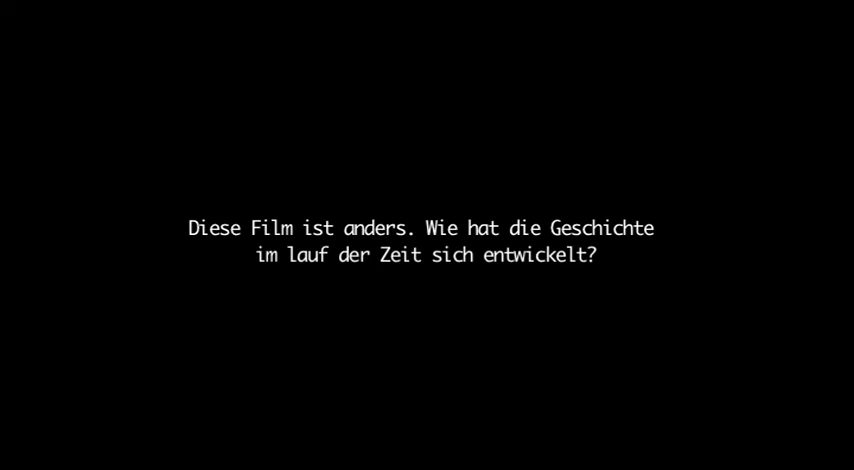 Diese Film ist anders. Wie hat die Geschichte
im lauf der Zeit sich entwickelt?